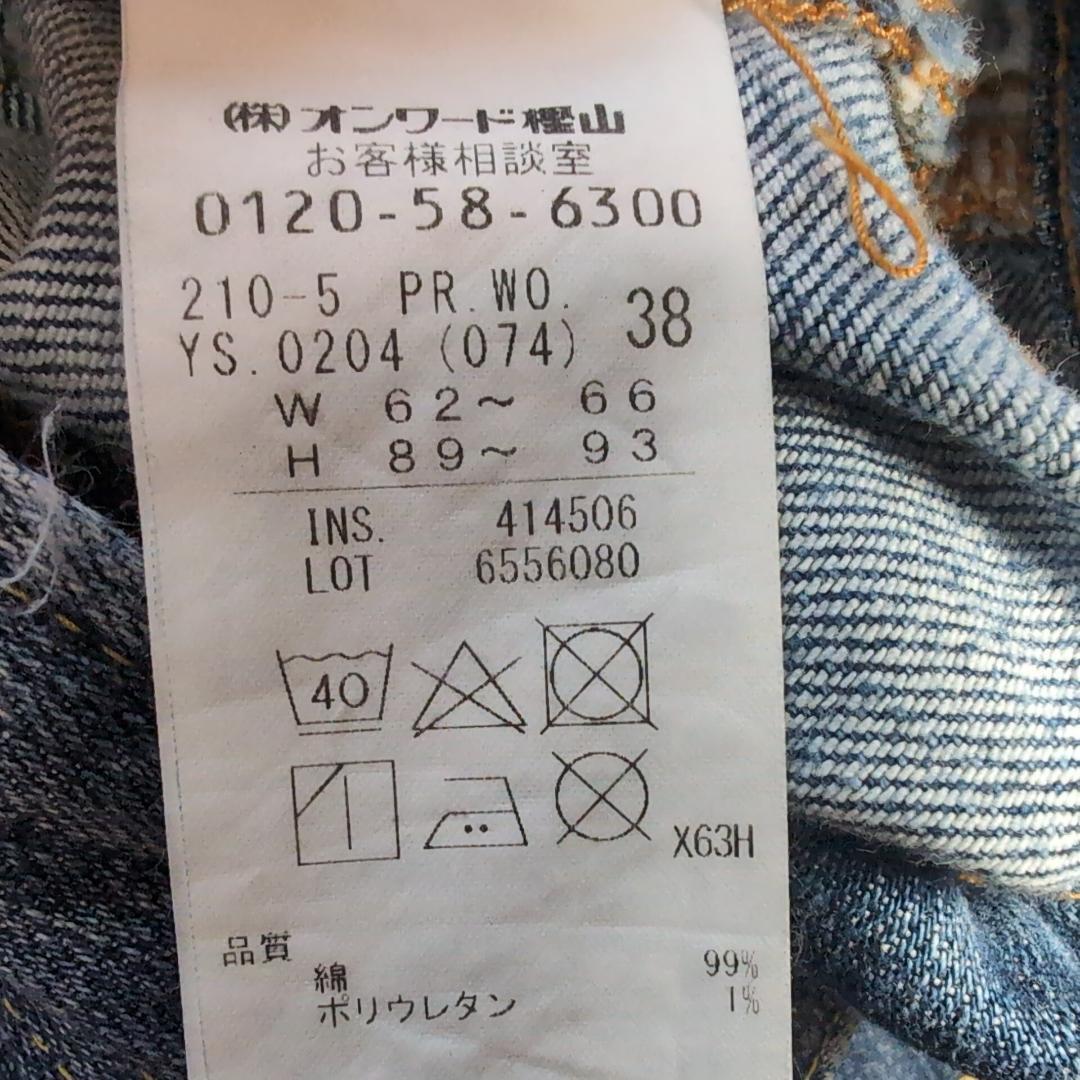 (株)オンワード樫山
お客様相談室
0120-58-6300
210-5 PR.WO. 38
YS.0204 (074)
W 62~ 66
H 89~ 93
INS. 414506
LOT 6556080
40
X63H
品質
綿 99%
ポリウレタン 1%